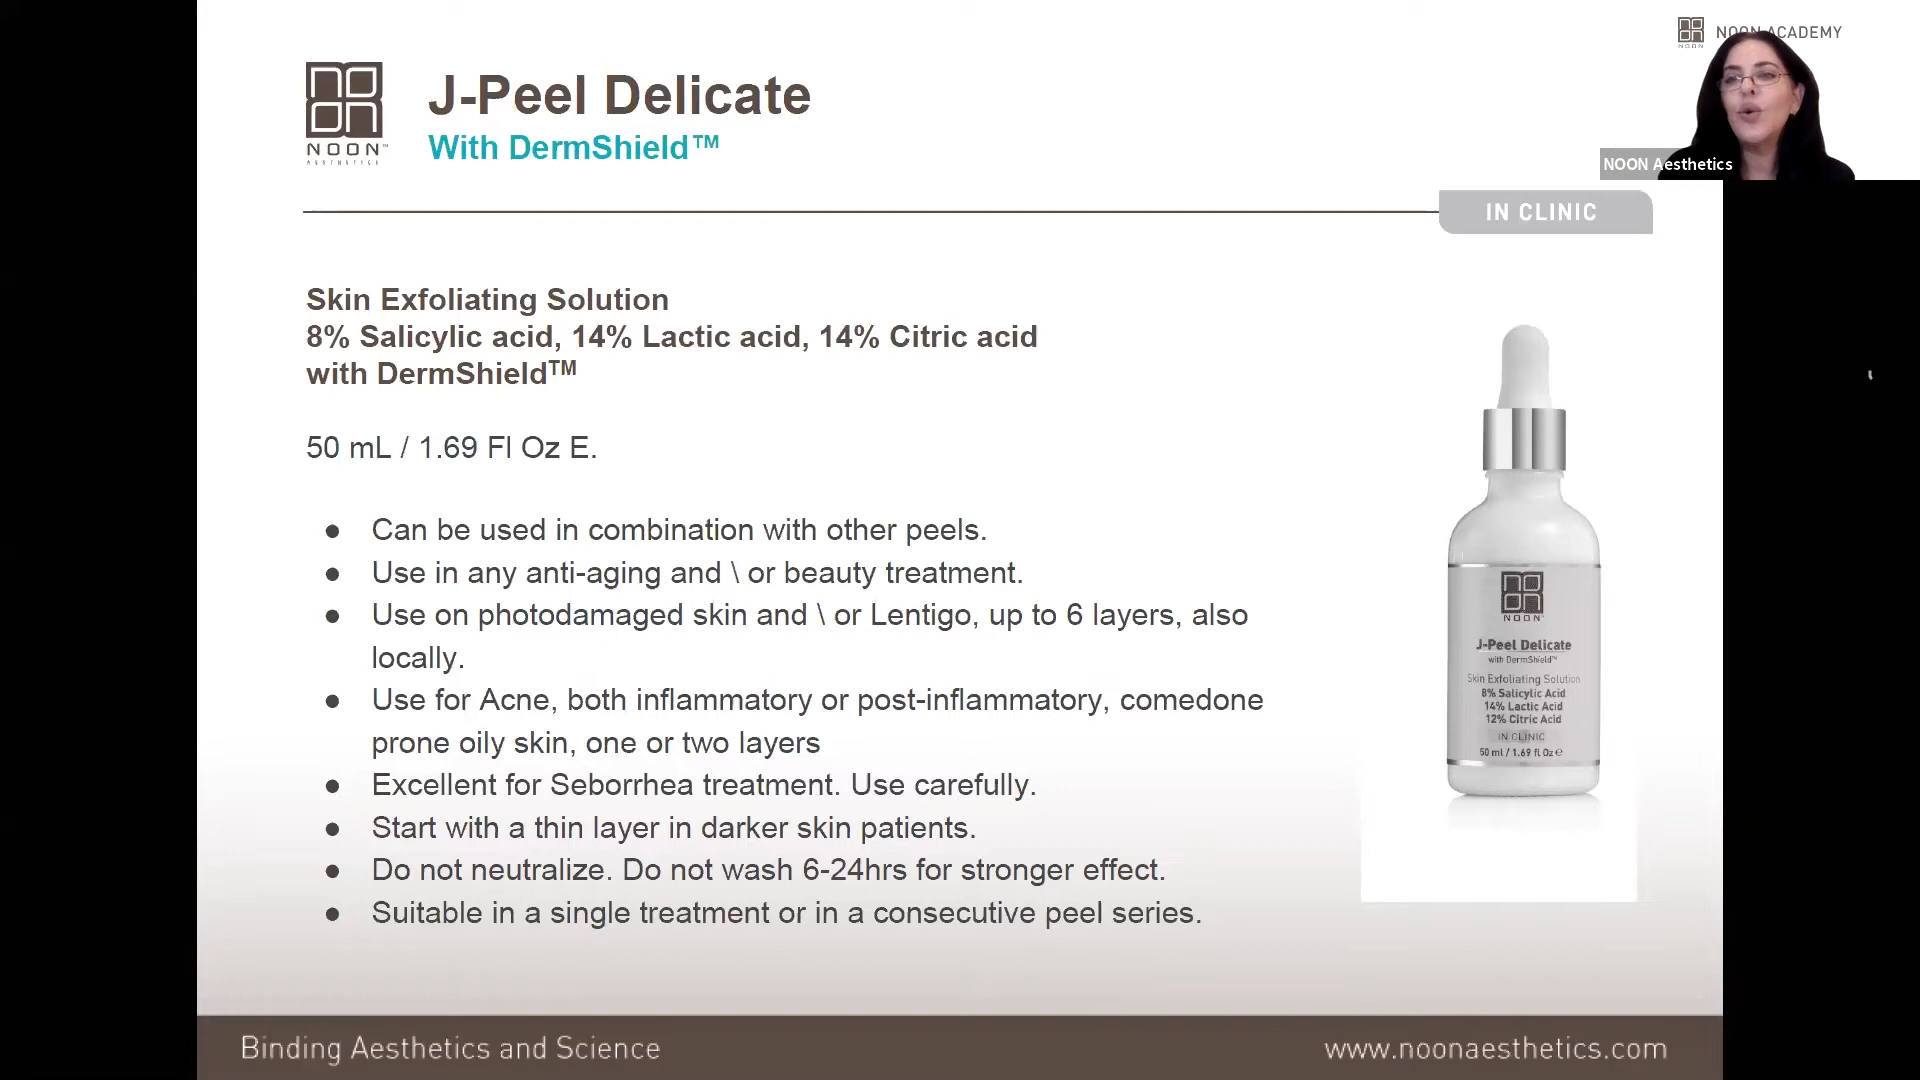 NOON ACADEMY
NOON
NOON™
AESTHETICS
J-Peel Delicate
With DermShield™
NOON Aesthetics
IN CLINIC
Skin Exfoliating Solution
8% Salicylic acid, 14% Lactic acid, 14% Citric acid
with DermShield™
50 mL / 1.69 Fl Oz E.
● Can be used in combination with other peels.
● Use in any anti-aging and \ or beauty treatment.
● Use on photodamaged skin and \ or Lentigo, up to 6 layers, also
locally.
● Use for Acne, both inflammatory or post-inflammatory, comedone
prone oily skin, one or two layers
● Excellent for Seborrhea treatment. Use carefully.
● Start with a thin layer in darker skin patients.
● Do not neutralize. Do not wash 6-24hrs for stronger effect.
● Suitable in a single treatment or in a consecutive peel series.
NOON™
J-Peel Delicate
with DermShield™
Skin Exfoliating Solution
8% Salicylic Acid
14% Lactic Acid
12% Citric Acid
IN CLINIC
50 ml / 1.69 fl Oz ℮
Binding Aesthetics and Science
www.noonaesthetics.com